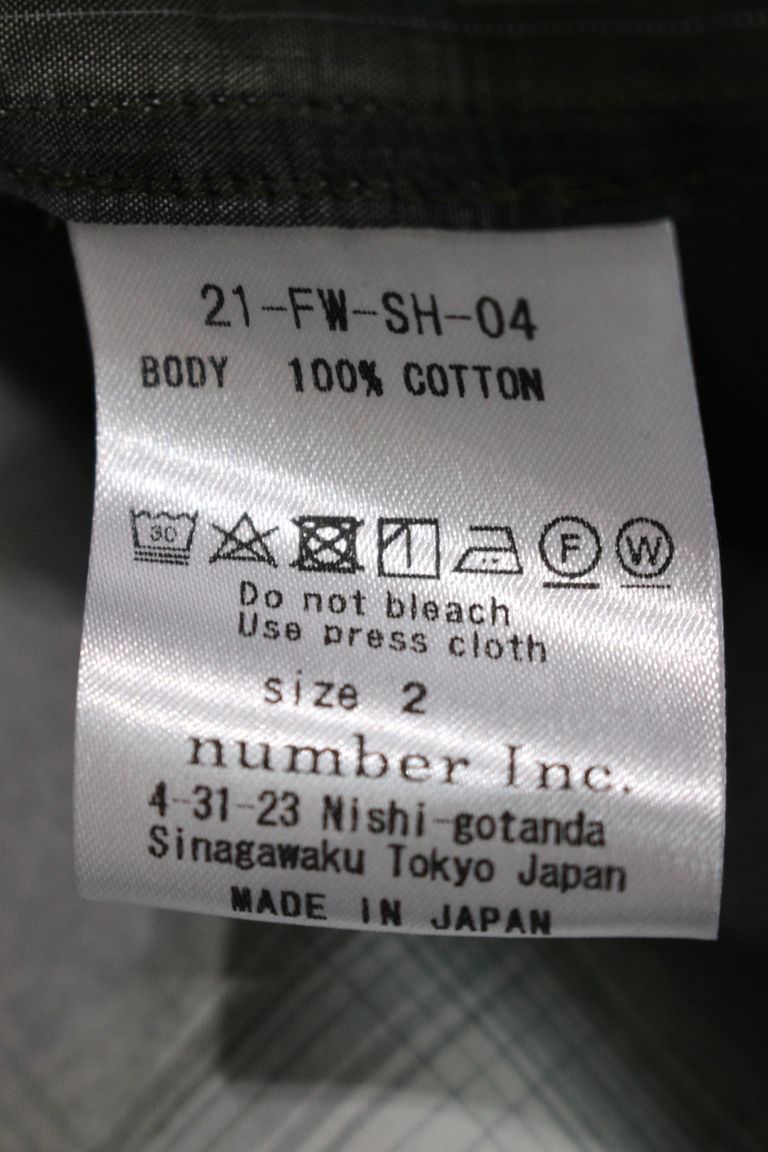 21-FW-SH-04
BODY 100% COTTON
30 F W
Do not bleach
Use press cloth
size 2
number Inc.
4-31-23 Nishi-gotanda
Sinagawaku Tokyo Japan
MADE IN JAPAN